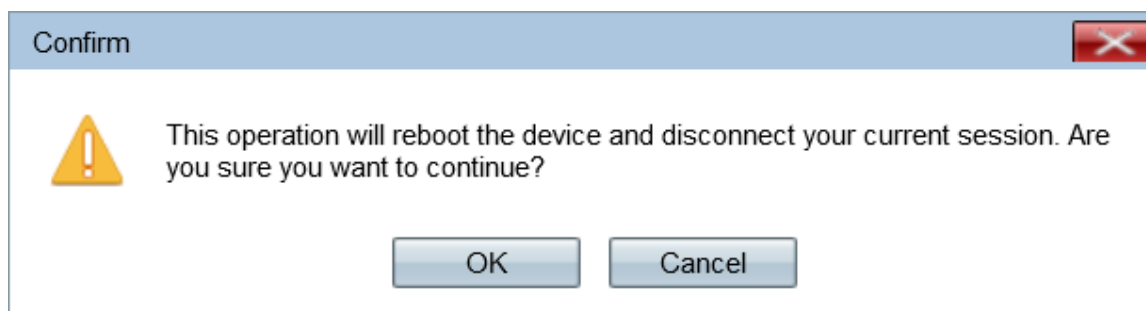 Confirm
This operation will reboot the device and disconnect your current session. Are
you sure you want to continue?
OK
Cancel